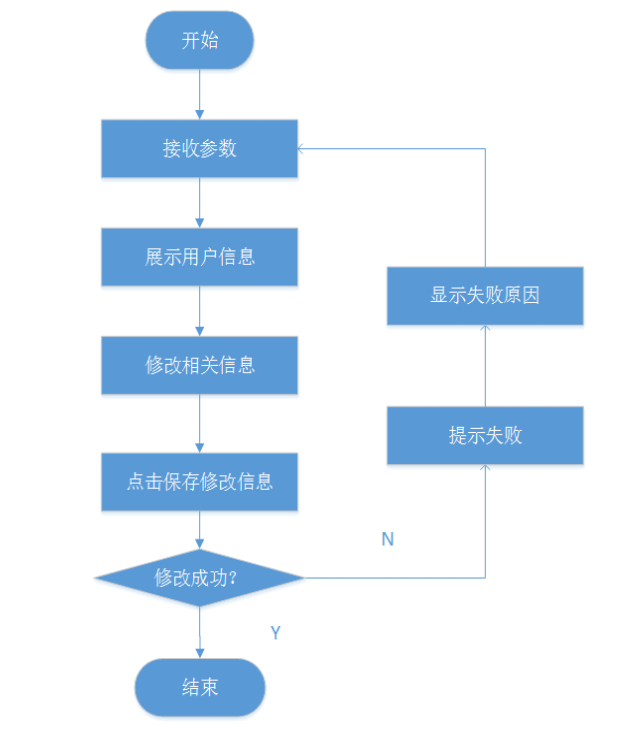 开始
接收参数
展示用户信息
修改相关信息
点击保存修改信息
修改成功?
Y
结束
N
提示失败
显示失败原因